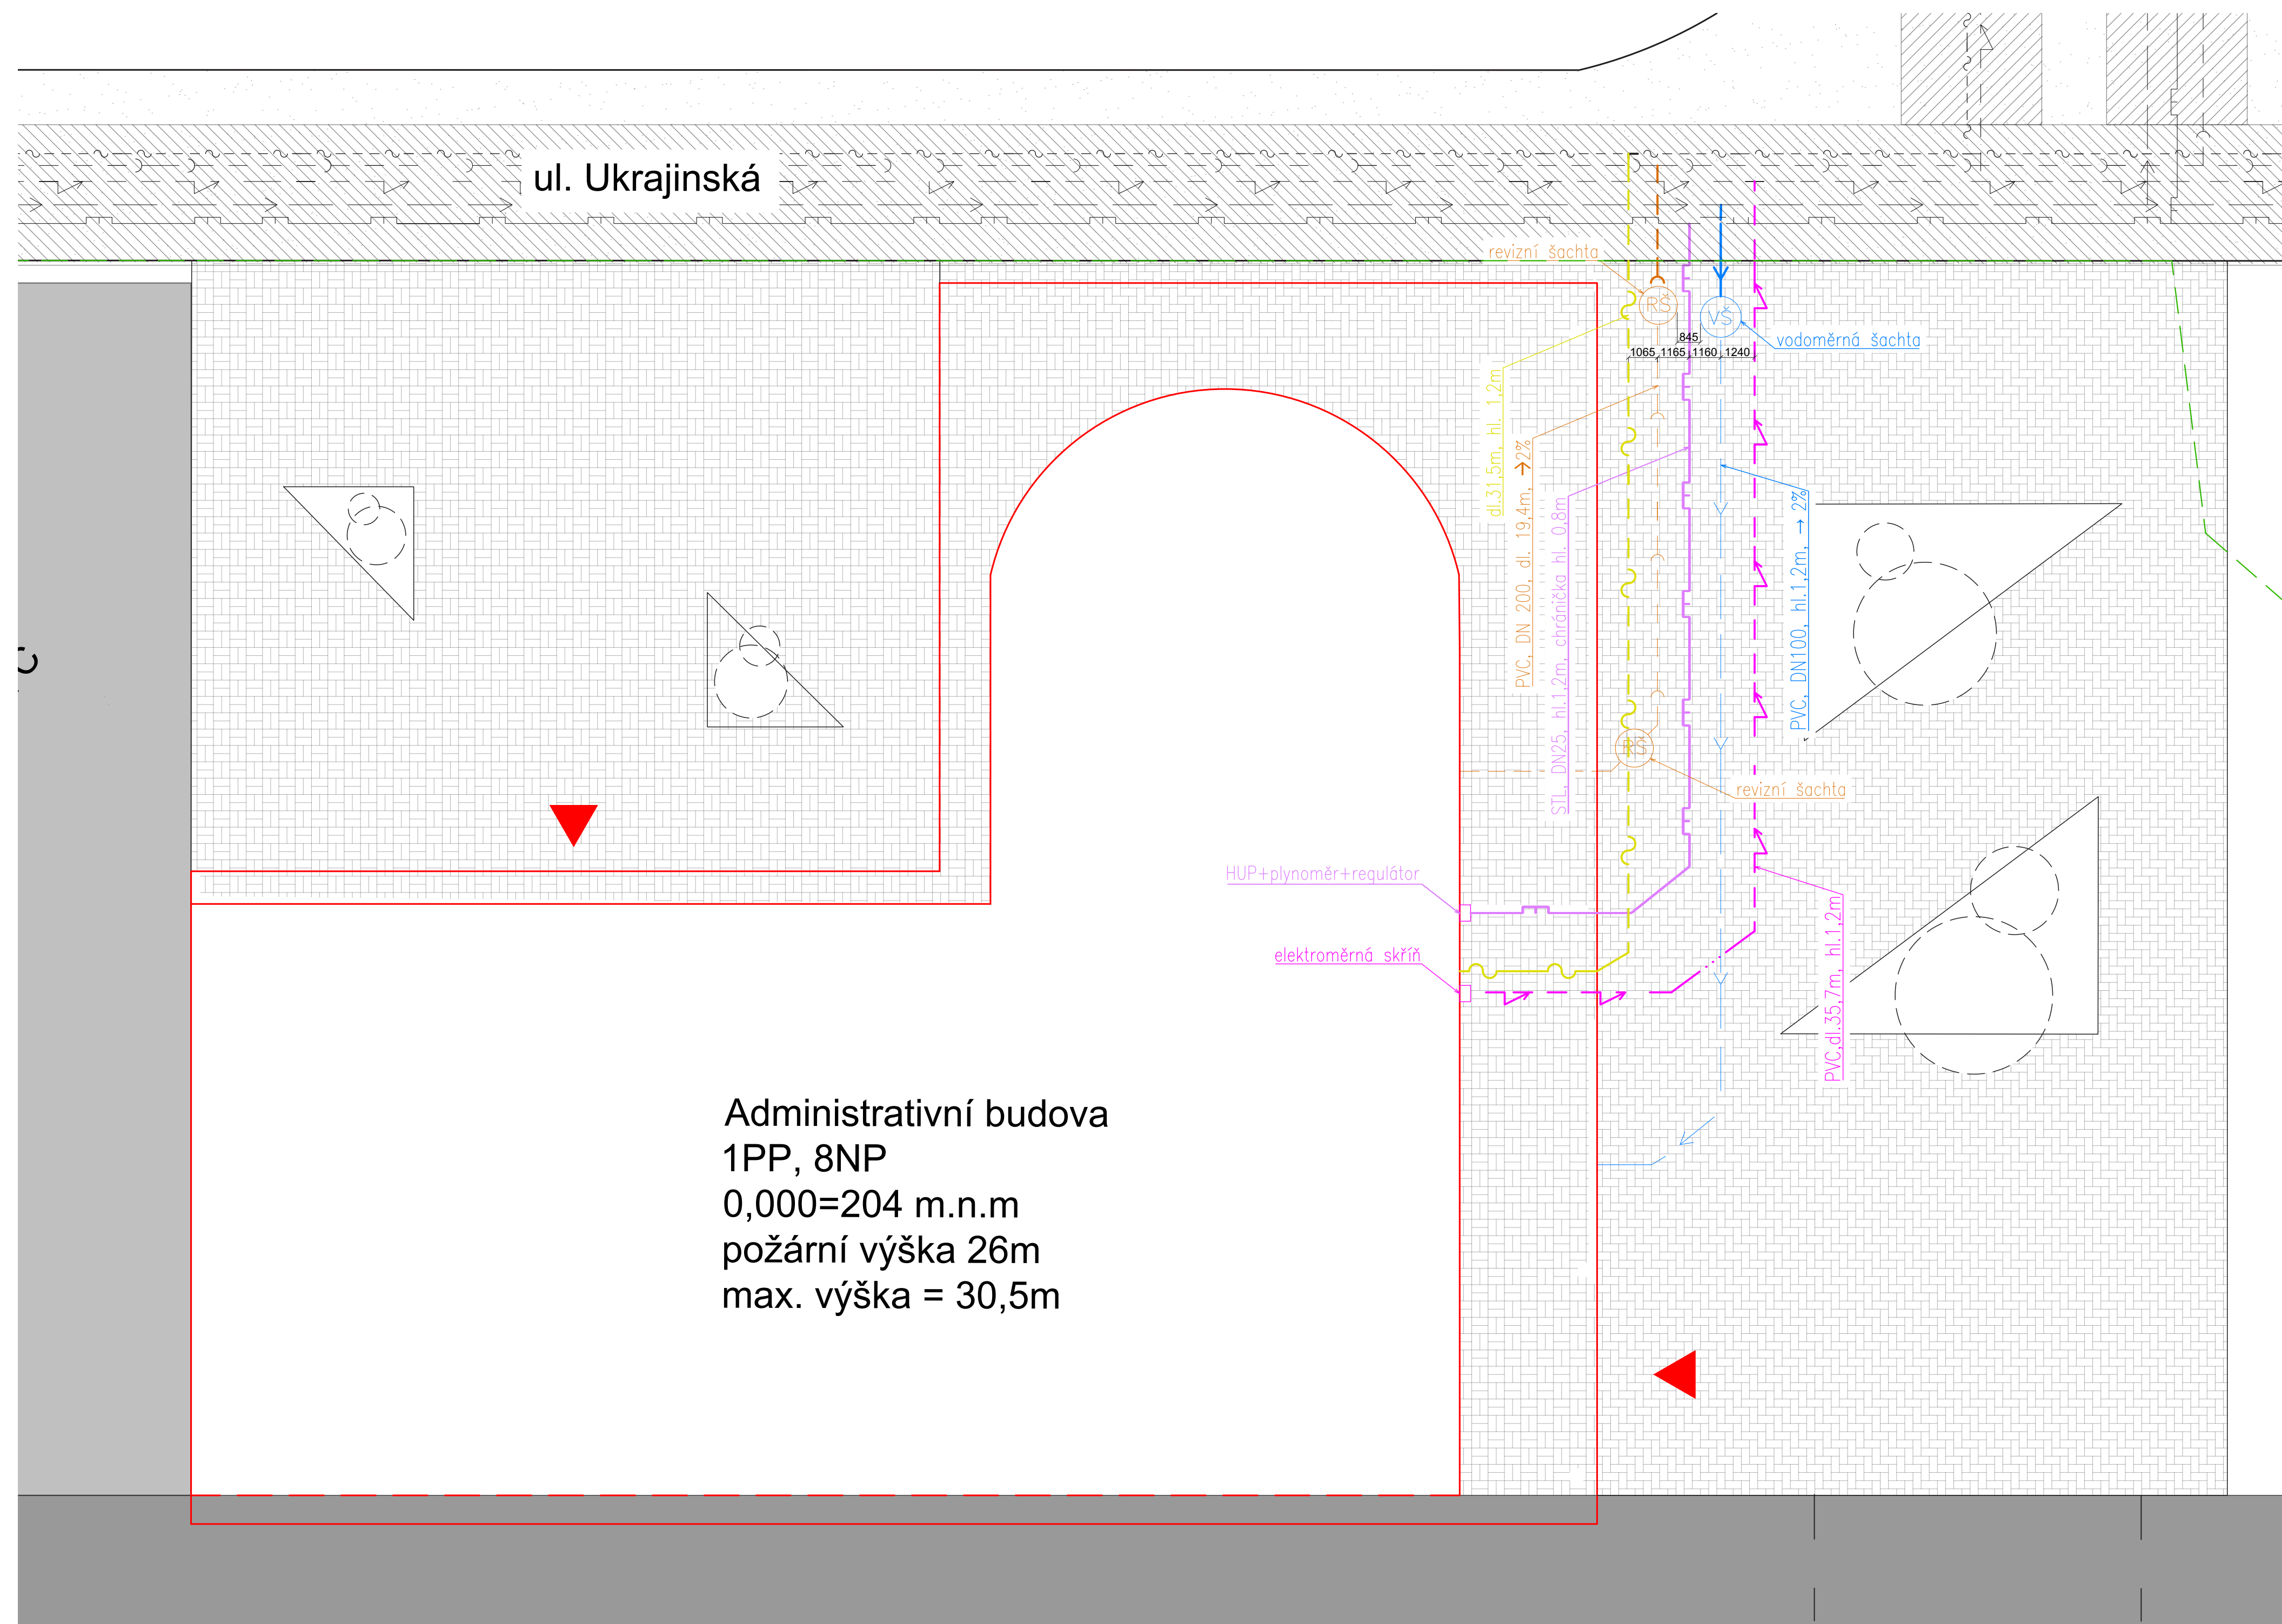 ul. Ukrajinská
revizní šachta
RŠ
VŠ
845
1065 1165 1160 1240
vodoměrná šachta
dl.31,5m, hl. 1,2m
PVC, DN 200, dl. 19,4m, →2%
STL, DN25, hl.1,2m, chránička hl. 0,8m
PVC, DN100, hl.1,2m, → 2%
RŠ
revizní šachta
HUP+plynoměr+regulátor
elektroměrná skříň
PVC,dl.35,7m, hl.1,2m
Administrativní budova
1PP, 8NP
0,000=204 m.n.m
požární výška 26m
max. výška = 30,5m